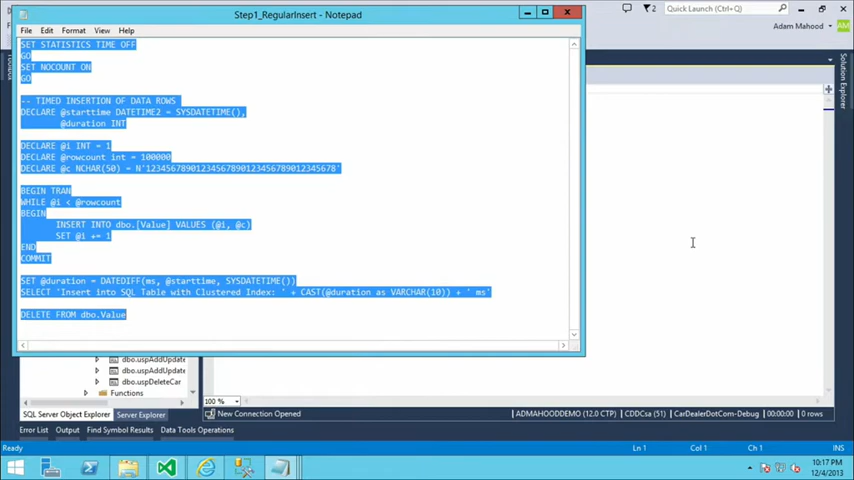 Step1_RegularInsert - Notepad
Quick Launch (Ctrl+Q)
2
Adam Mahood
AM
File Edit Format View Help
SET STATISTICS TIME OFF
GO
SET NOCOUNT ON
GO
-- TIMED INSERTION OF DATA ROWS
DECLARE @starttime DATETIME2 = SYSDATETIME(),
@duration INT
DECLARE @i INT = 1
DECLARE @rowcount int = 100000
DECLARE @c NCHAR(50) = N'12345678901234567890123456789012345678'
BEGIN TRAN
WHILE @i < @rowcount
BEGIN
INSERT INTO dbo.[Value] VALUES (@i, @c)
SET @i += 1
END
COMMIT
SET @duration = DATEDIFF(ms, @starttime, SYSDATETIME())
SELECT 'Insert into SQL Table with Clustered Index: ' + CAST(@duration as VARCHAR(10)) + ' ms'
DELETE FROM dbo.Value
Solution Explorer
dbo.uspAddUpdate
dbo.uspAddUpdate
dbo.uspDeleteCar
Functions
100 %
SQL Server Object Explorer Server Explorer
New Connection Opened ADMAHOODDEMO (12.0 CTP) CDDCsa (51) CarDealerDotCom-Debug 00:00:00 0 rows
Error List Output Find Symbol Results Data Tools Operations
Ready Ln 1 Col 1 Ch 1 INS
10:17 PM
12/4/2013